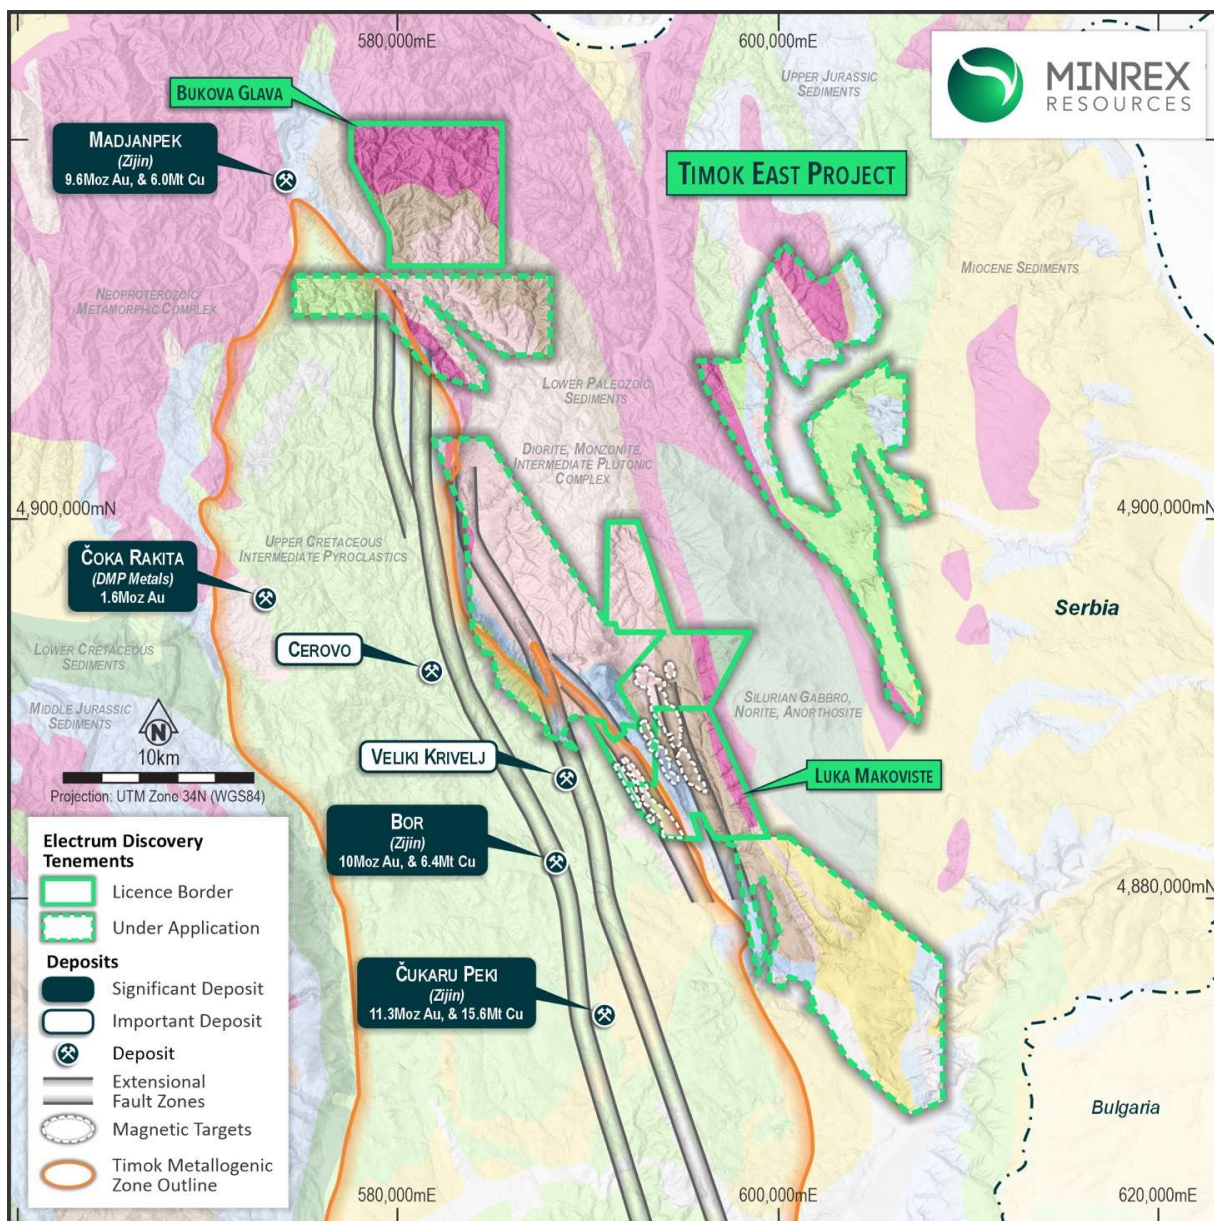 580,000mE
600,000mE
MINREX
RESOURCES
UPPER JURASSIC
SEDIMENTS
BUKOVA GLAVA
MADJANPEK
(Zijin)
9.6Moz Au, & 6.0Mt Cu
TIMOK EAST PROJECT
MIOCENE SEDIMENTS
NEOPROTEROZOIC
METAMORPHIC COMPLEX
LOWER PALEOZOIC
SEDIMENTS
DIORITE, MONZONITE,
INTERMEDIATE PLUTONIC
COMPLEX
4,900,000mN
4,900,000mN
UPPER CRETACEOUS
INTERMEDIATE PYROCLASTICS
ČOKA RAKITA
(DMP Metals)
1.6Moz Au
Serbia
CEROVO
LOWER CRETACEOUS
SEDIMENTS
MIDDLE JURASSIC
SEDIMENTS
SILURIAN GABBRO,
NORITE, ANORTHOSITE
N
10km
Projection: UTM Zone 34N (WGS84)
VELIKI KRIVELJ
LUKA MAKOVISTE
BOR
(Zijin)
10Moz Au, & 6.4Mt Cu
4,880,000mN
ČUKARU PEKI
(Zijin)
11.3Moz Au, & 15.6Mt Cu
Electrum Discovery
Tenements
Licence Border
Under Application
Deposits
Significant Deposit
Important Deposit
Deposit
Extensional
Fault Zones
Magnetic Targets
Timok Metallogenic
Zone Outline
Bulgaria
580,000mE
600,000mE
620,000mE